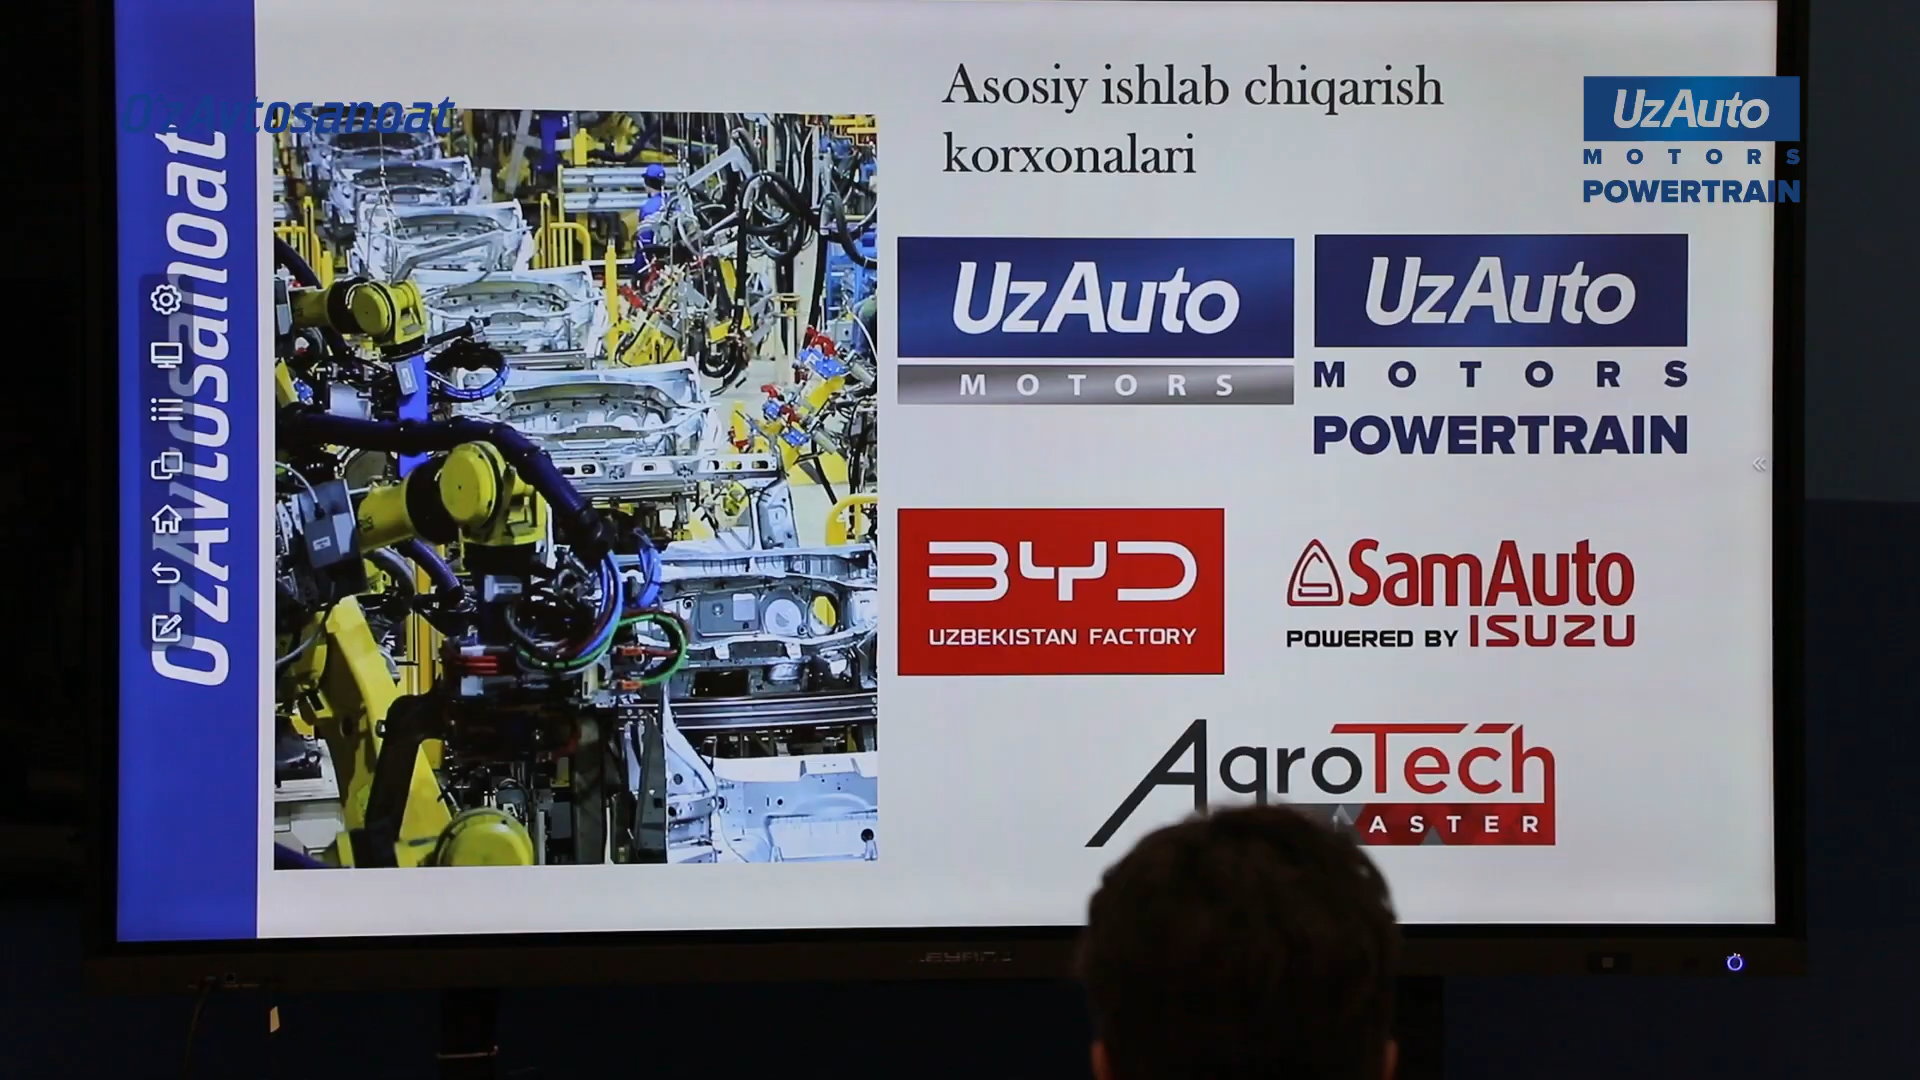 O'zAvtosanoat
O'zAvtosanoat
Asosiy ishlab chiqarish
korxonalari
UzAuto
MOTORS
POWERTRAIN
UzAuto
MOTORS
UzAuto
MOTORS
POWERTRAIN
BYD
UZBEKISTAN FACTORY
SamAuto
POWERED BY ISUZU
AgroTech